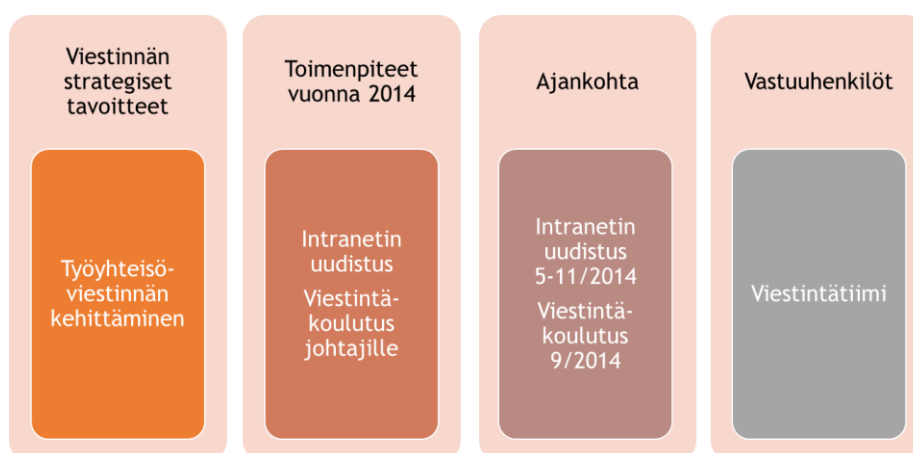 Viestinnän
strategiset
tavoitteet
Työyhteisö-
viestinnän
kehittäminen
Toimenpiteet
vuonna 2014
Intranetin
uudistus
Viestintä-
koulutus
johtajille
Ajankohta
Intranetin
uudistus
5-11/2014
Viestintä-
koulutus
9/2014
Vastuuhenkilöt
Viestintätiimi